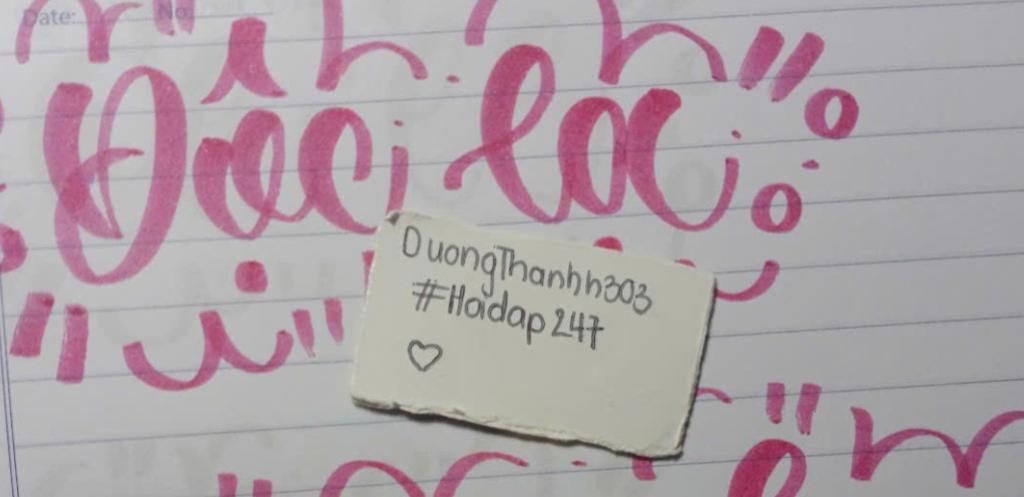 Date: No.
Độc lạ
DuongThanhh303
#Hoidap247